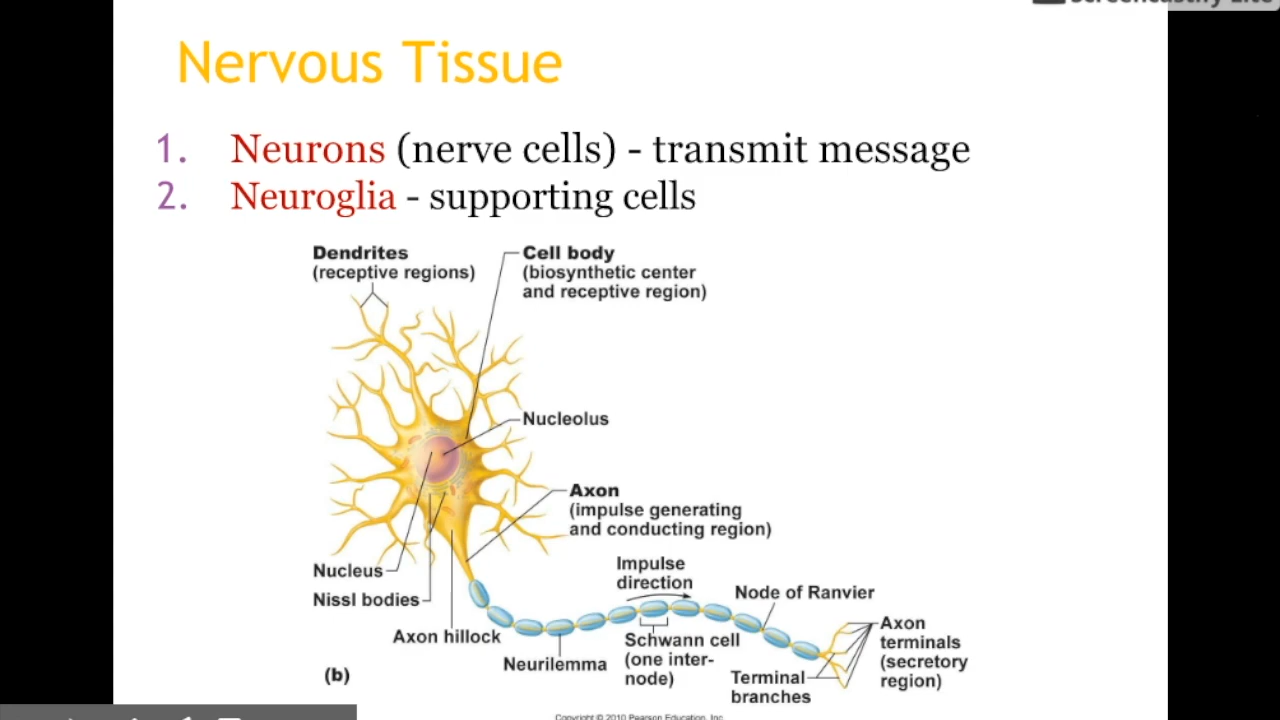 Screencastify Lite
Nervous Tissue
1. Neurons (nerve cells) - transmit message
2. Neuroglia - supporting cells
Dendrites
(receptive regions)
Cell body
(biosynthetic center
and receptive region)
Nucleolus
Axon
(impulse generating
and conducting region)
Impulse
direction
Node of Ranvier
Nucleus
Nissl bodies
Axon hillock
Neurilemma
Schwann cell
(one inter-
node)
Terminal
branches
Axon
terminals
(secretory
region)
(b)
Copyright © 2010 Pearson Education, Inc.